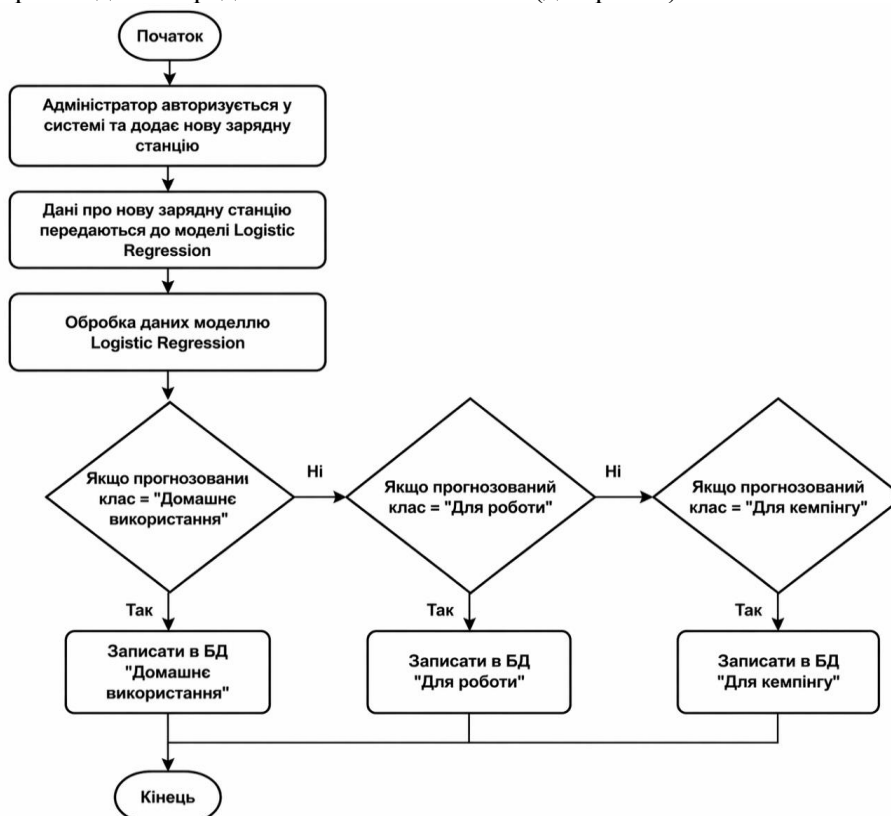 Початок
Адміністратор авторизується у
системі та додає нову зарядну
станцію
Дані про нову зарядну станцію
передаються до моделі Logistic
Regression
Обробка даних моделлю
Logistic Regression
Якщо прогнозовани
клас = "Домашнє
використання"
Ні
Якщо прогнозований
клас = "Для роботи"
Ні
Якщо прогнозований
клас = "Для кемпінгу"
Так
Так
Так
Записати в БД
"Домашнє
використання"
Записати в БД
"Для роботи"
Записати в БД
"Для кемпінгу"
Кінець